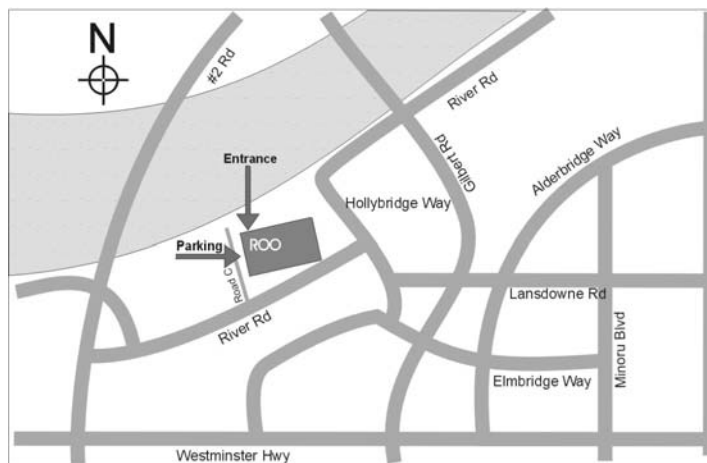 N
#2 Rd
River Rd
Gilbert Rd
Alderbridge Way
Entrance
Hollybridge Way
ROO
Parking
Road C
River Rd
Lansdowne Rd
Minoru Blvd
Elmbridge Way
Westminster Hwy